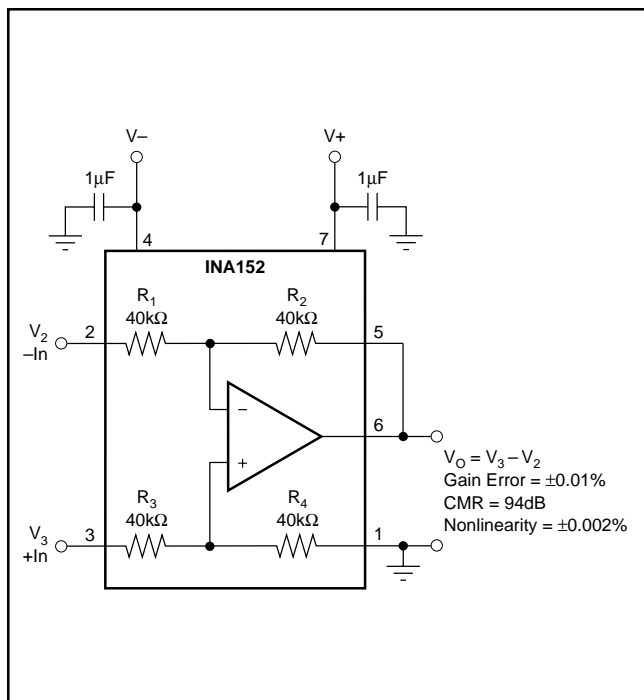 V–
V+
1µF
1µF
4
7
INA152
R1
40kΩ
R2
40kΩ
V2
–In
2
5
–
6
+
VO = V3 – V2
Gain Error = ±0.01%
CMR = 94dB
Nonlinearity = ±0.002%
R3
40kΩ
R4
40kΩ
V3
+In
3
1